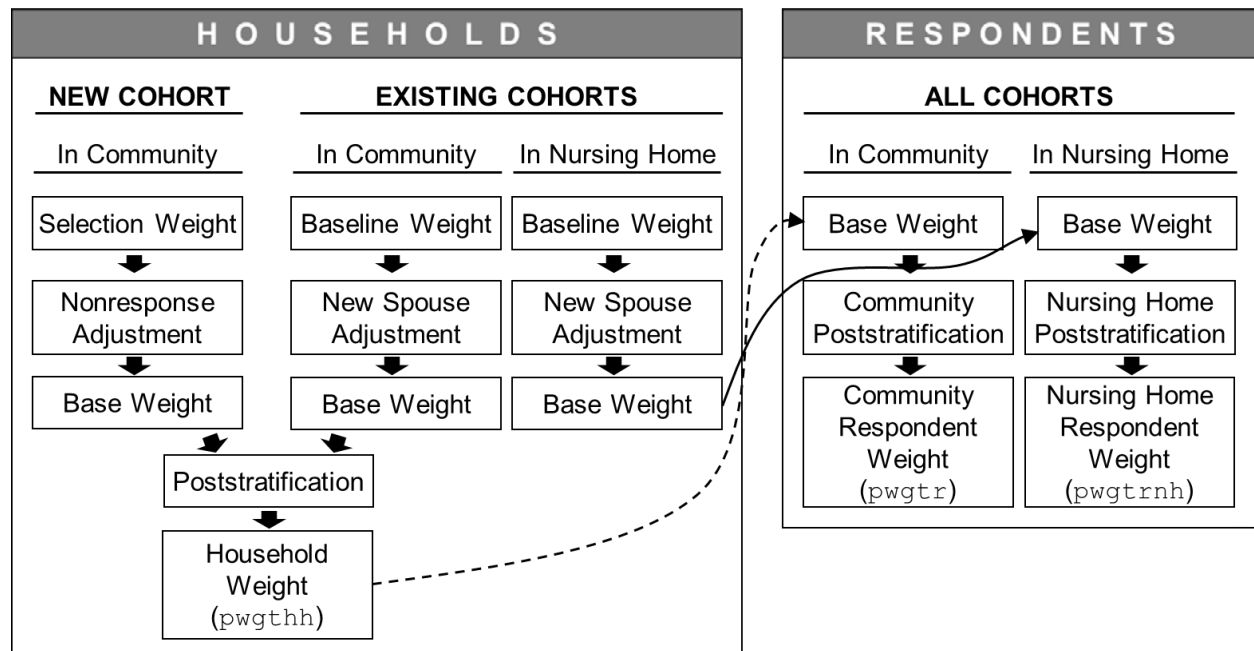 HOUSEHOLDS
NEW COHORT
EXISTING COHORTS
In Community
In Community
In Nursing Home
Selection Weight
Baseline Weight
Baseline Weight
Nonresponse
Adjustment
New Spouse
Adjustment
New Spouse
Adjustment
Base Weight
Base Weight
Base Weight
Poststratification
Household
Weight
(pwgthh)
RESPONDENTS
ALL COHORTS
In Community
In Nursing Home
Base Weight
Base Weight
Community
Poststratification
Nursing Home
Poststratification
Community
Respondent
Weight
(pwgtr)
Nursing Home
Respondent
Weight
(pwgtrnh)